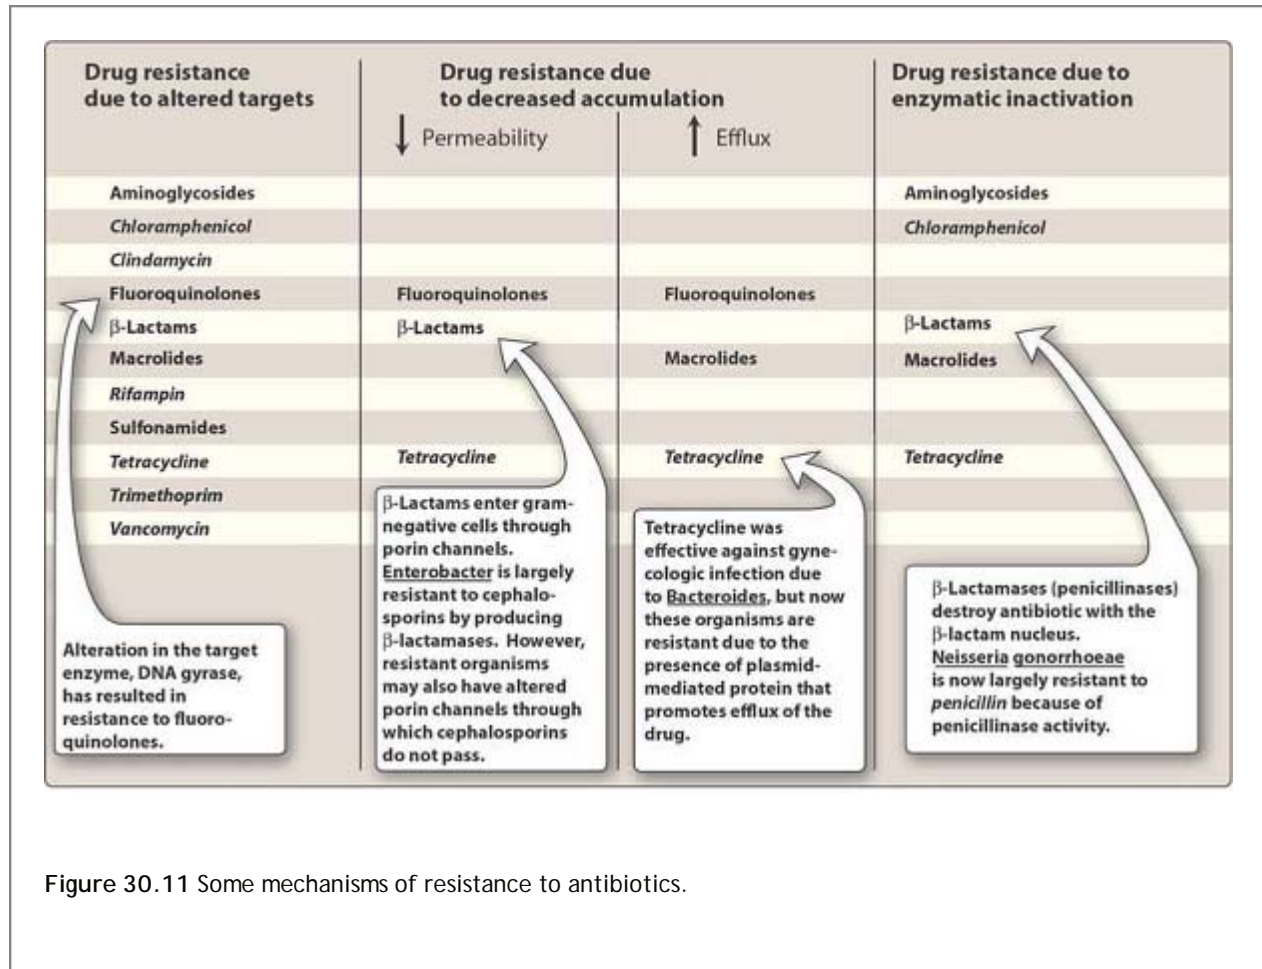 Drug resistance
due to altered targets
Drug resistance due
to decreased accumulation
↓ Permeability
↑ Efflux
Drug resistance due to
enzymatic inactivation
Aminoglycosides
Aminoglycosides
Chloramphenicol
Chloramphenicol
Clindamycin
Fluoroquinolones
Fluoroquinolones
Fluoroquinolones
β-Lactams
β-Lactams
β-Lactams
Macrolides
Macrolides
Macrolides
Rifampin
Sulfonamides
Tetracycline
Tetracycline
Tetracycline
Tetracycline
Trimethoprim
Vancomycin
Alteration in the target
enzyme, DNA gyrase,
has resulted in
resistance to fluoro-
quinolones.
β-Lactams enter gram-
negative cells through
porin channels.
Enterobacter is largely
resistant to cephalo-
sporins by producing
β-lactamases. However,
resistant organisms
may also have altered
porin channels through
which cephalosporins
do not pass.
Tetracycline was
effective against gyne-
cologic infection due
to Bacteroides, but now
these organisms are
resistant due to the
presence of plasmid-
mediated protein that
promotes efflux of the
drug.
β-Lactamases (penicillinases)
destroy antibiotic with the
β-lactam nucleus.
Neisseria gonorrhoeae
is now largely resistant to
penicillin because of
penicillinase activity.
Figure 30.11 Some mechanisms of resistance to antibiotics.